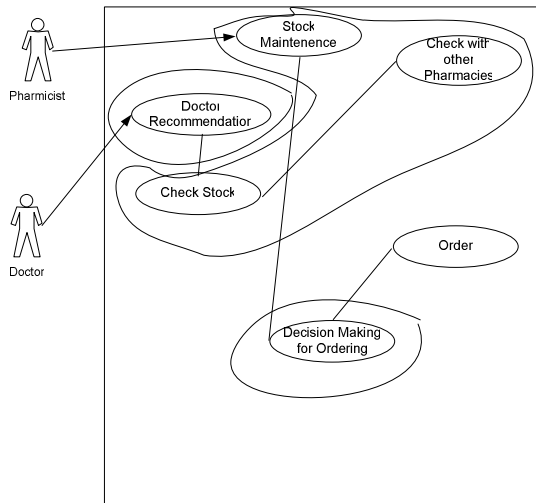 Stock
Maintenence
Check with
other
Pharmacies
Pharmicist
Doctor
Recommendation
Check Stock
Doctor
Order
Decision Making
for Ordering